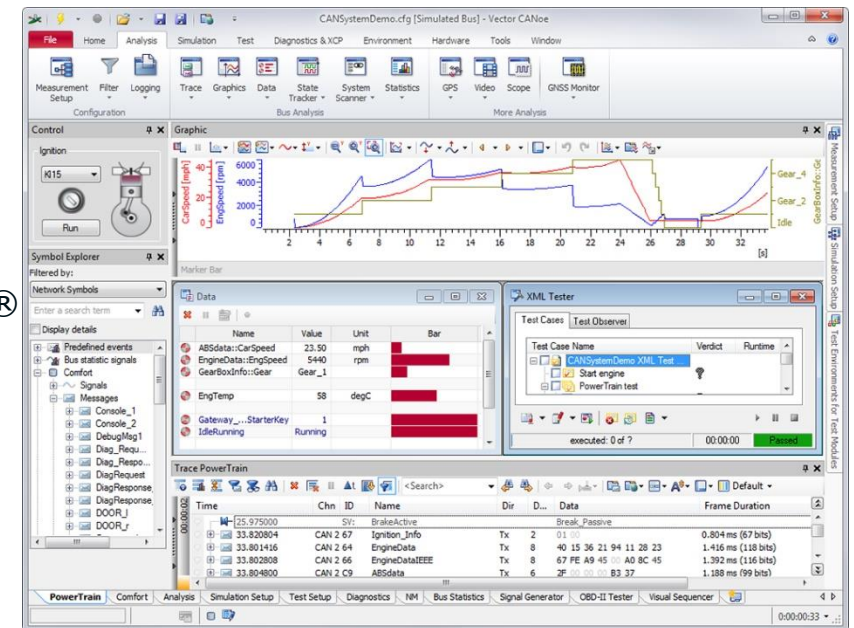 CANSystemDemo.cfg [Simulated Bus] - Vector CANoe
File Home Analysis Simulation Test Diagnostics & XCP Environment Hardware Tools Window
Measurement Setup Filter Logging Trace Graphics Data State Tracker System Scanner Statistics GPS Video Scope GNSS Monitor
Configuration Bus Analysis More Analysis
Control
Ignition
Kl15
Run
Graphic
CarSpeed [mph]
40
20
0
EngSpeed [rpm]
6000
4000
2000
0
Gear_4
Gear_2
Idle
2 4 6 8 10 12 14 16 18 20 22 24 26 28 30 32
[s]
Marker Bar
Measurement Setup
Simulation Setup
Test Environments for Test Modules
Symbol Explorer
Filtered by:
Network Symbols
Enter a search term
Display details
Predefined events
Bus statistic signals
Comfort
Signals
Messages
Console_1
Console_2
DebugMsg1
Diag_Requ...
Diag_Respo...
DiagRequest
DiagResponse_
DiagResponse_
DOOR_l
DOOR_r
®
Data
Name Value Unit Bar
ABSdata::CarSpeed 23.50 mph
EngineData::EngSpeed 5440 rpm
GearBoxInfo::Gear Gear_1
EngTemp 58 degC
Gateway_...StarterKey 1
IdleRunning Running
XML Tester
Test Cases Test Observer
Test Case Name Verdict Runtime
CANSystemDemo XML Test ...
Start engine
PowerTrain test
executed: 0 of ? 00:00:00 Passed
Trace PowerTrain
<Search> Default
00:00:02
Time Chn ID Name Dir D... Data Frame Duration
25.975000 SV: BrakeActive Break_Passive
33.820804 CAN 2 67 Ignition_Info Tx 2 01 00 0.804 ms (67 bits)
33.801416 CAN 2 64 EngineData Tx 8 40 15 36 21 94 11 28 23 1.416 ms (118 bits)
33.802808 CAN 2 66 EngineDataIEEE Tx 8 67 FE A9 45 00 A0 8C 45 1.392 ms (116 bits)
33.804800 CAN 2 C9 ABSdata Tx 6 2F 00 00 00 B3 37 1.188 ms (99 bits)
PowerTrain Comfort Analysis Simulation Setup Test Setup Diagnostics NM Bus Statistics Signal Generator OBD-II Tester Visual Sequencer
0:00:00:33